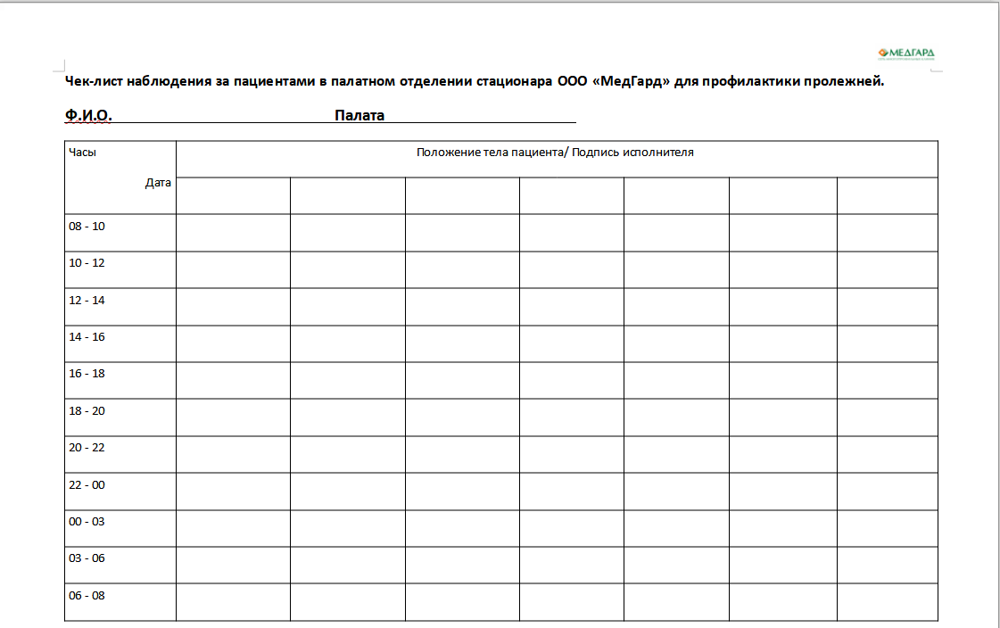 МЕДГАРД
Чек-лист наблюдения за пациентами в палатном отделении стационара ООО «МедГард» для профилактики пролежней.
Ф.И.О. Палата
Часы
Положение тела пациента/ Подпись исполнителя
Дата
08 - 10
10 - 12
12 - 14
14 - 16
16 - 18
18 - 20
20 - 22
22 - 00
00 - 03
03 - 06
06 - 08